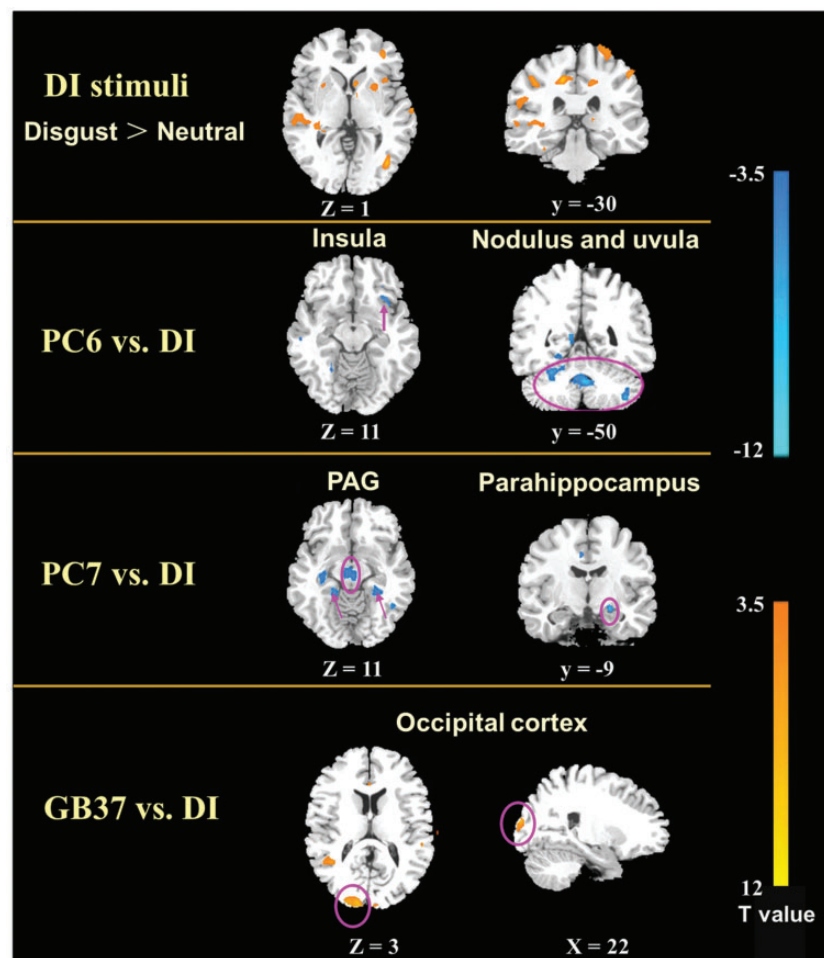 DI stimuli
Disgust > Neutral
Z = 1
y = -30
Insula
Nodulus and uvula
PC6 vs. DI
Z = 11
y = -50
PAG
Parahippocampus
PC7 vs. DI
Z = 11
y = -9
Occipital cortex
GB37 vs. DI
Z = 3
X = 22
-3.5
-12
3.5
12
T value